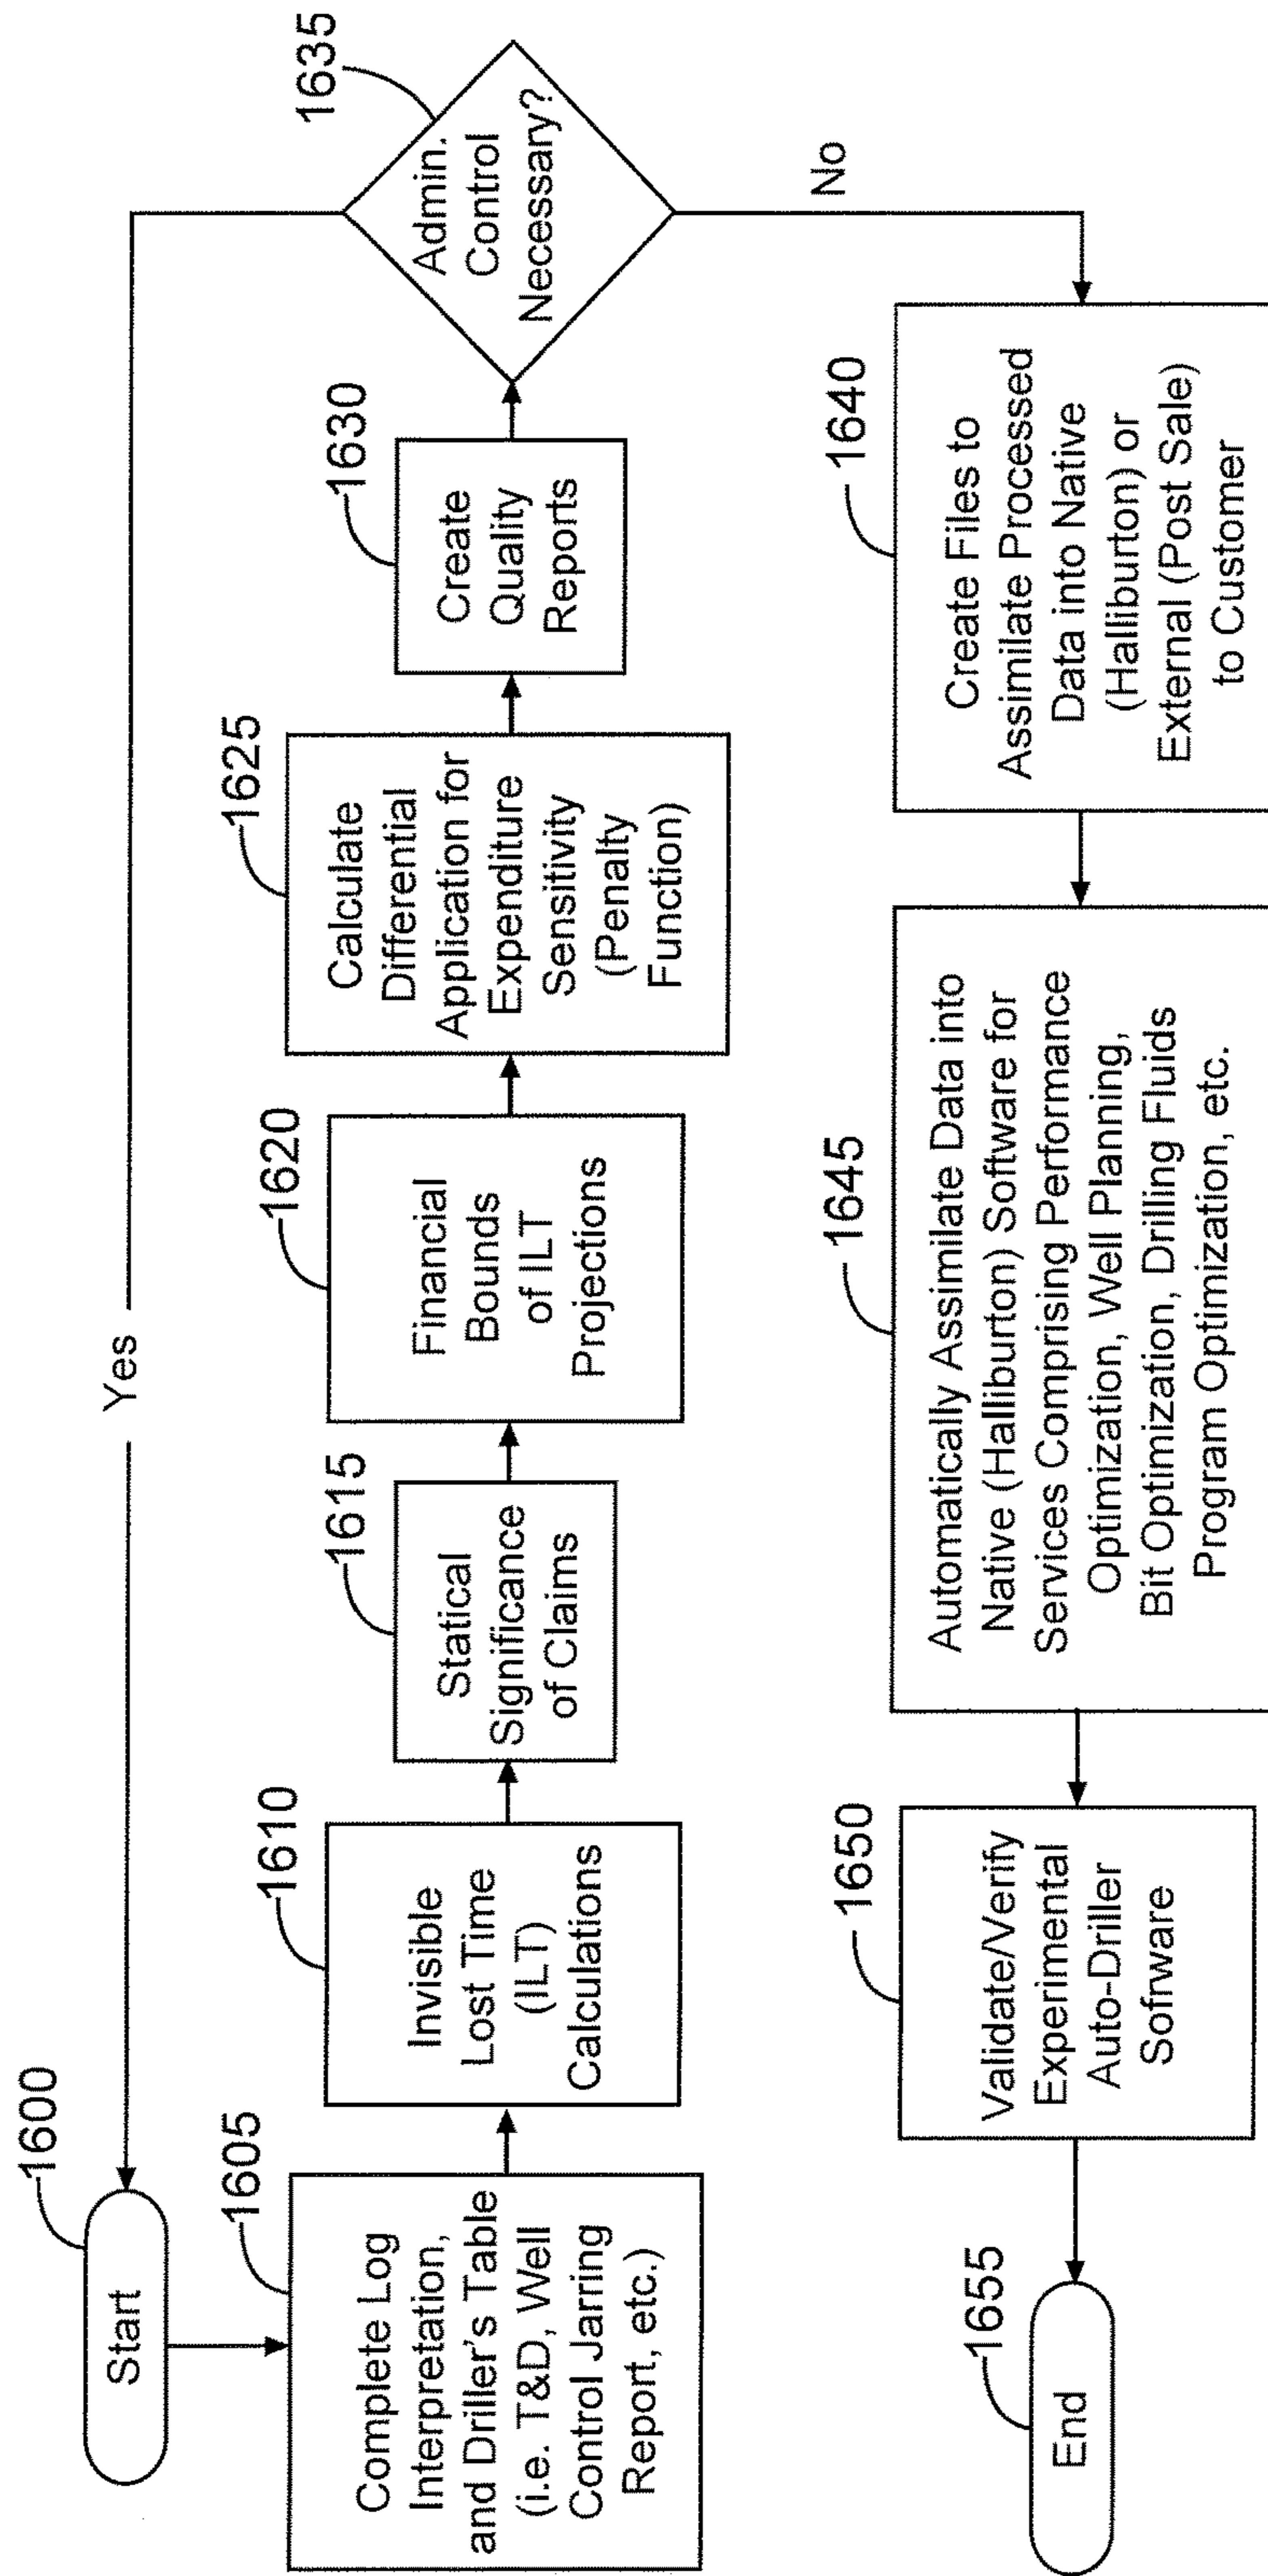 1600
Start
Yes
1605
Complete Log
Interpretation,
and Driller's Table
(i.e. T&D, Well
Control Jarring
Report, etc.)
1610
Invisible
Lost Time
(ILT)
Calculations
1615
Statical
Significance
of Claims
1620
Financial
Bounds
of ILT
Projections
1625
Calculate
Differential
Application for
Expenditure
Sensitivity
(Penalty
Function)
1630
Create
Quality
Reports
1635
Admin.
Control
Necessary?
No
1640
Create Files to
Assimilate Processed
Data into Native
(Halliburton) or
External (Post Sale)
to Customer
1645
Automatically Assimilate Data into
Native (Halliburton) Software for
Services Comprising Performance
Optimization, Well Planning,
Bit Optimization, Drilling Fluids
Program Optimization, etc.
1650
Validate/Verify
Experimental
Auto-Driller
Sofrware
1655
End